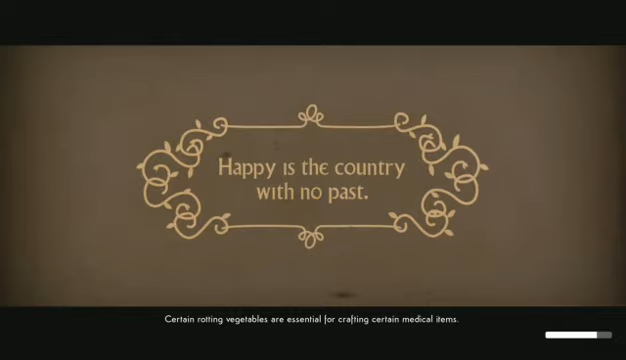 Happy is the country
with no past.
Certain rotting vegetables are essential for crafting certain medical items.